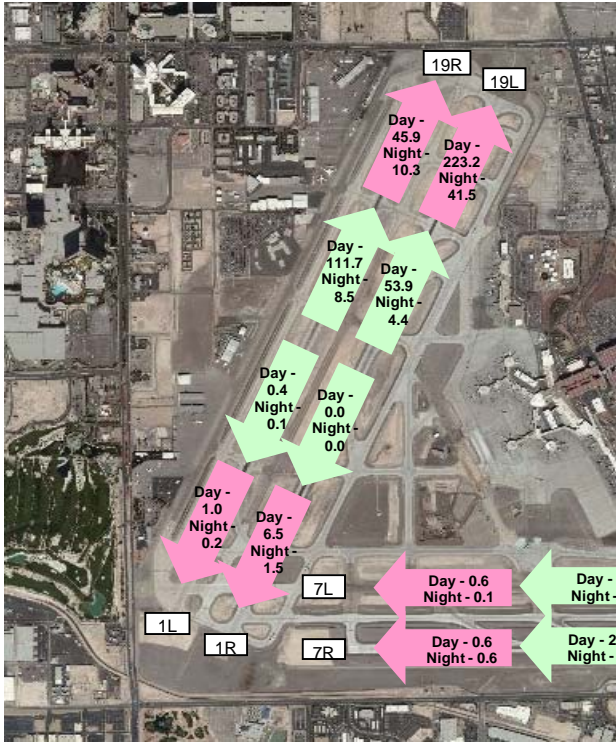 19R
19L
Day -
45.9
Night -
10.3
Day -
223.2
Night -
41.5
Day -
111.7
Night -
8.5
Day -
53.9
Night -
4.4
Day -
0.4
Night -
0.1
Day -
0.0
Night -
0.0
Day -
1.0
Night -
0.2
Day -
6.5
Night -
1.5
7L
Day - 0.6
Night - 0.1
Day -
Night -
1L
1R
7R
Day - 0.6
Night - 0.6
Day - 2
Night -